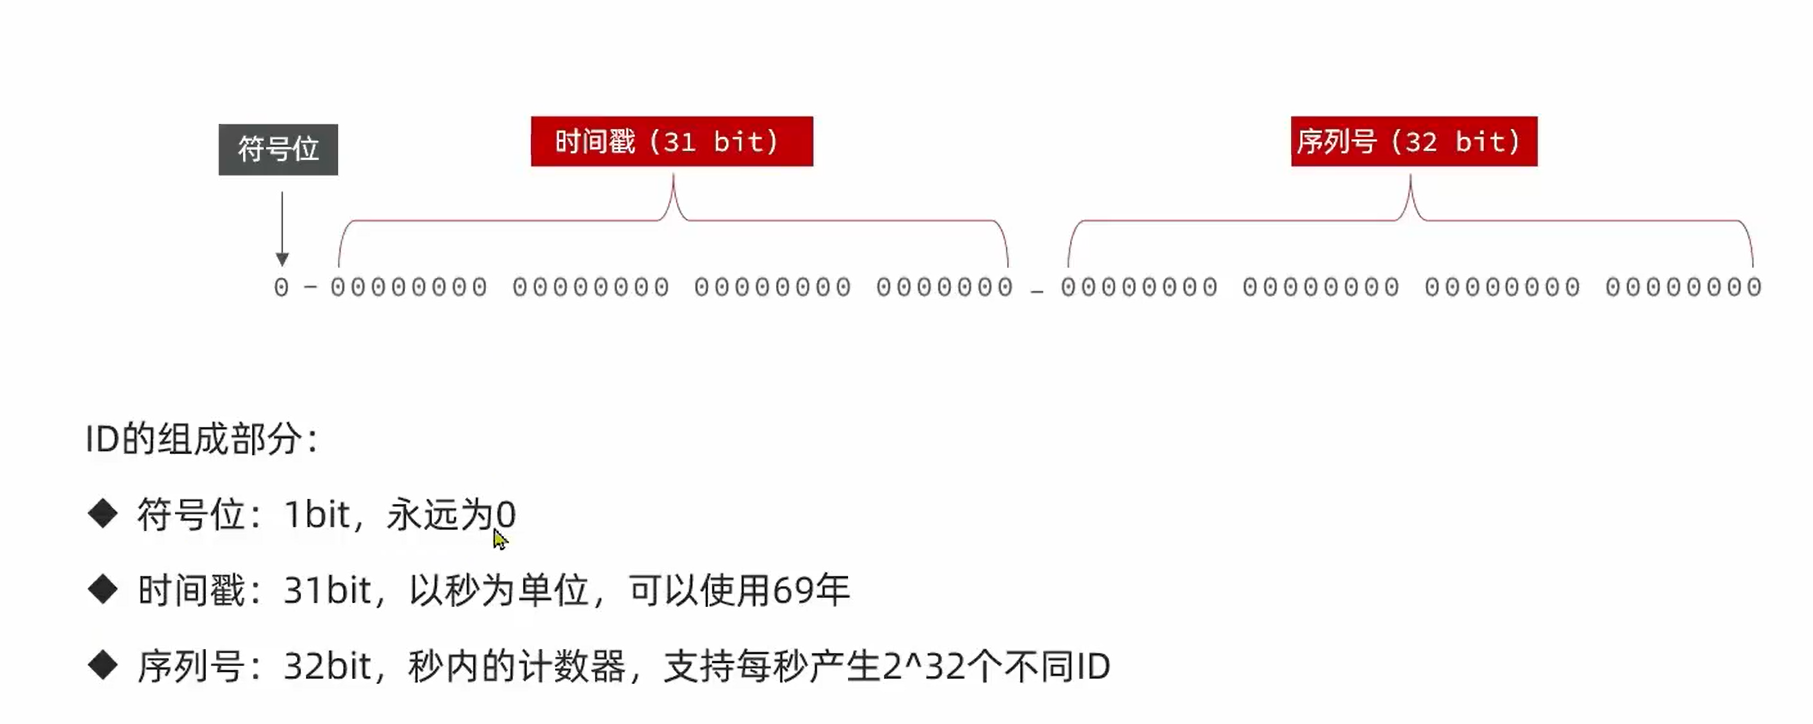 符号位
时间戳（31 bit）
序列号（32 bit）
0-00000000 00000000 00000000 0000000 - 00000000 00000000 00000000 00000000
ID的组成部分：
◆ 符号位：1bit，永远为0
◆ 时间戳：31bit，以秒为单位，可以使用69年
◆ 序列号：32bit，秒内的计数器，支持每秒产生2^32个不同ID